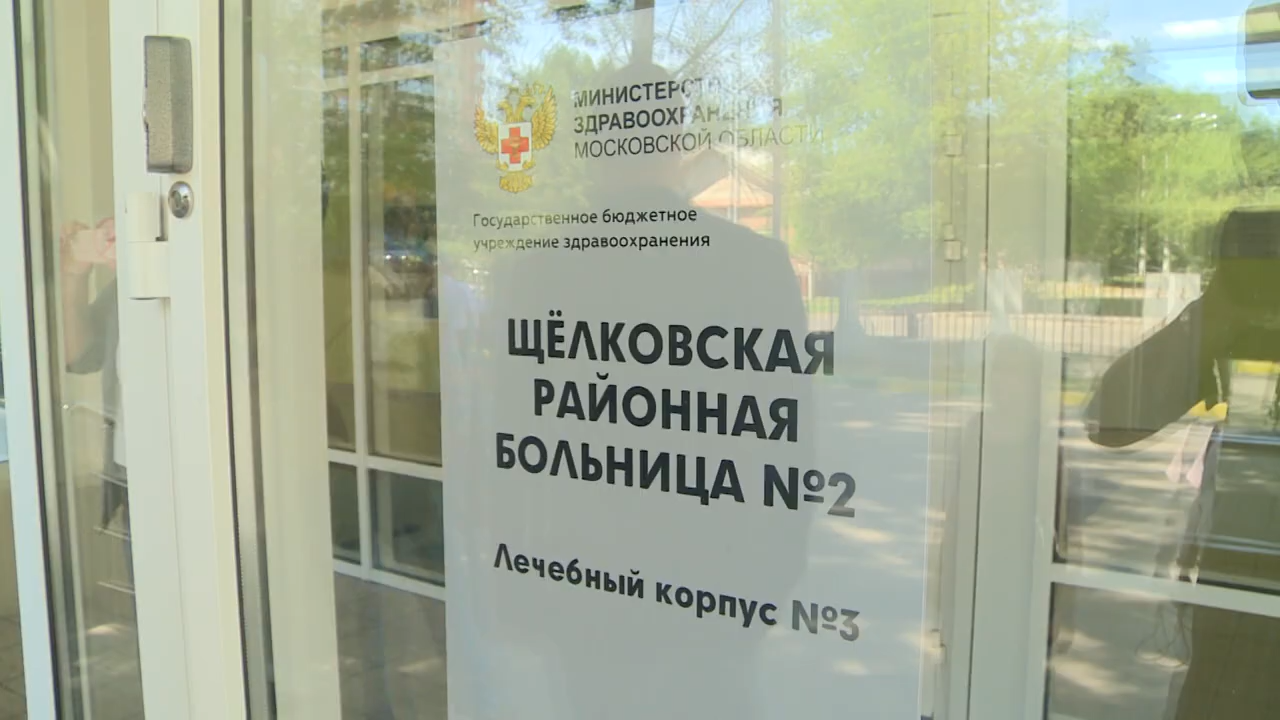 МИНИСТЕРСТВО
ЗДРАВООХРАНЕНИЯ
МОСКОВСКОЙ ОБЛАСТИ
Государственное бюджетное
учреждение здравоохранения
ЩЁЛКОВСКАЯ
РАЙОННАЯ
БОЛЬНИЦА №2
Лечебный корпус №3